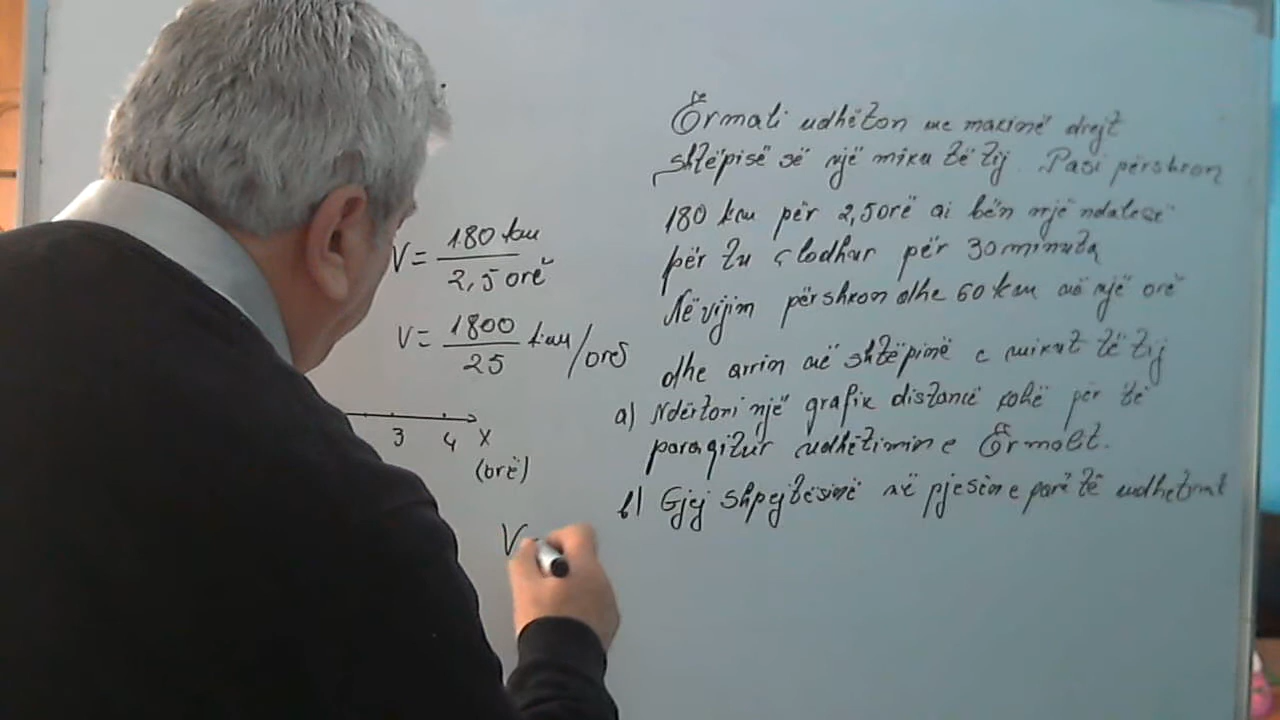 Ermali udhëton me makinë drejt
shtëpisë së një miku të tij. Pasi përshkon
180 km për 2,5 orë ai bën një ndalesë
për tu çlodhur për 30 minuta
Në vijim përshkon dhe 60 km në një orë
dhe arrin në shtëpinë e mikut të tij
a) Ndërtoni një grafik distancë kohë për të
paraqitur udhëtimin e Ermalit.
b) Gjej shpejtësinë në pjesën e parë të udhëtimit
V = 180 km / 2,5 orë
V = 1800 / 25 km/orë
3 4 x
(orë)
V